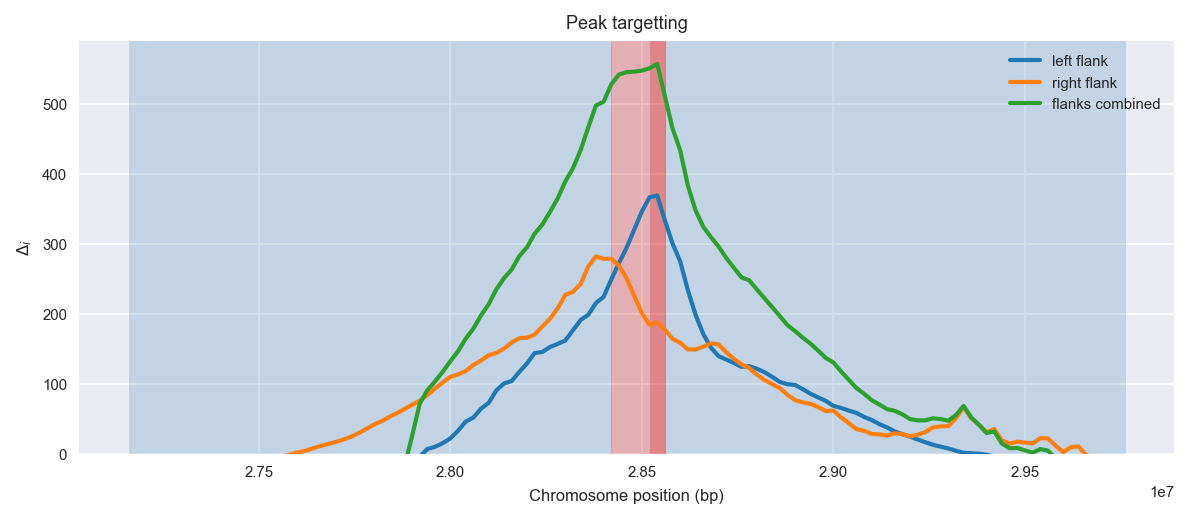 Peak targetting
left flank
right flank
flanks combined
500
400
300
200
100
0
Δi
2.75
2.80
2.85
2.90
2.95
1e7
Chromosome position (bp)